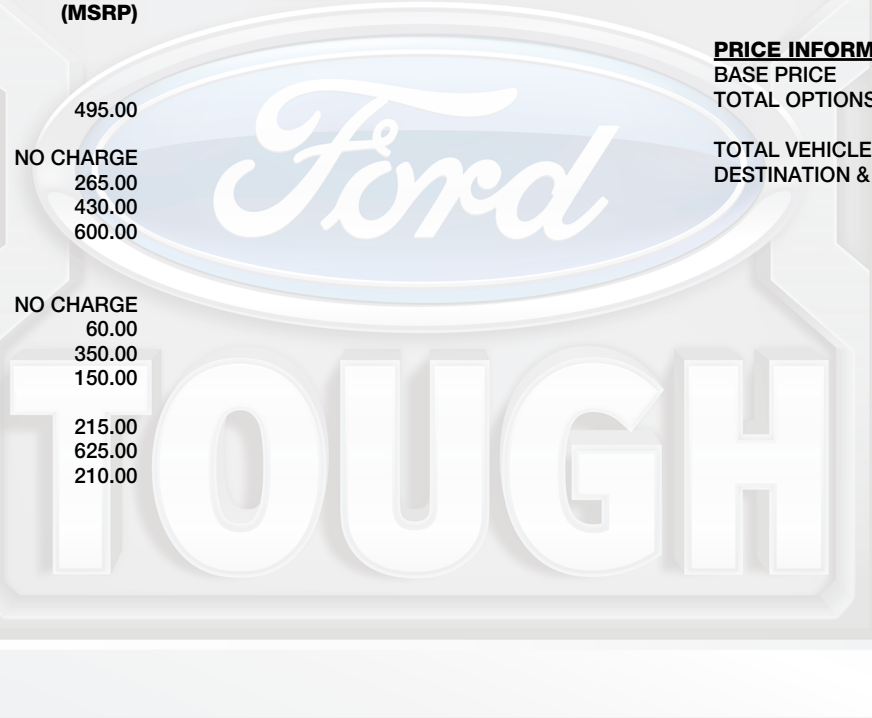 (MSRP)
495.00
NO CHARGE
265.00
430.00
600.00
NO CHARGE
60.00
350.00
150.00
215.00
625.00
210.00
PRICE INFORM
BASE PRICE
TOTAL OPTIONS
TOTAL VEHICLE
DESTINATION &
Ford
TOUGH